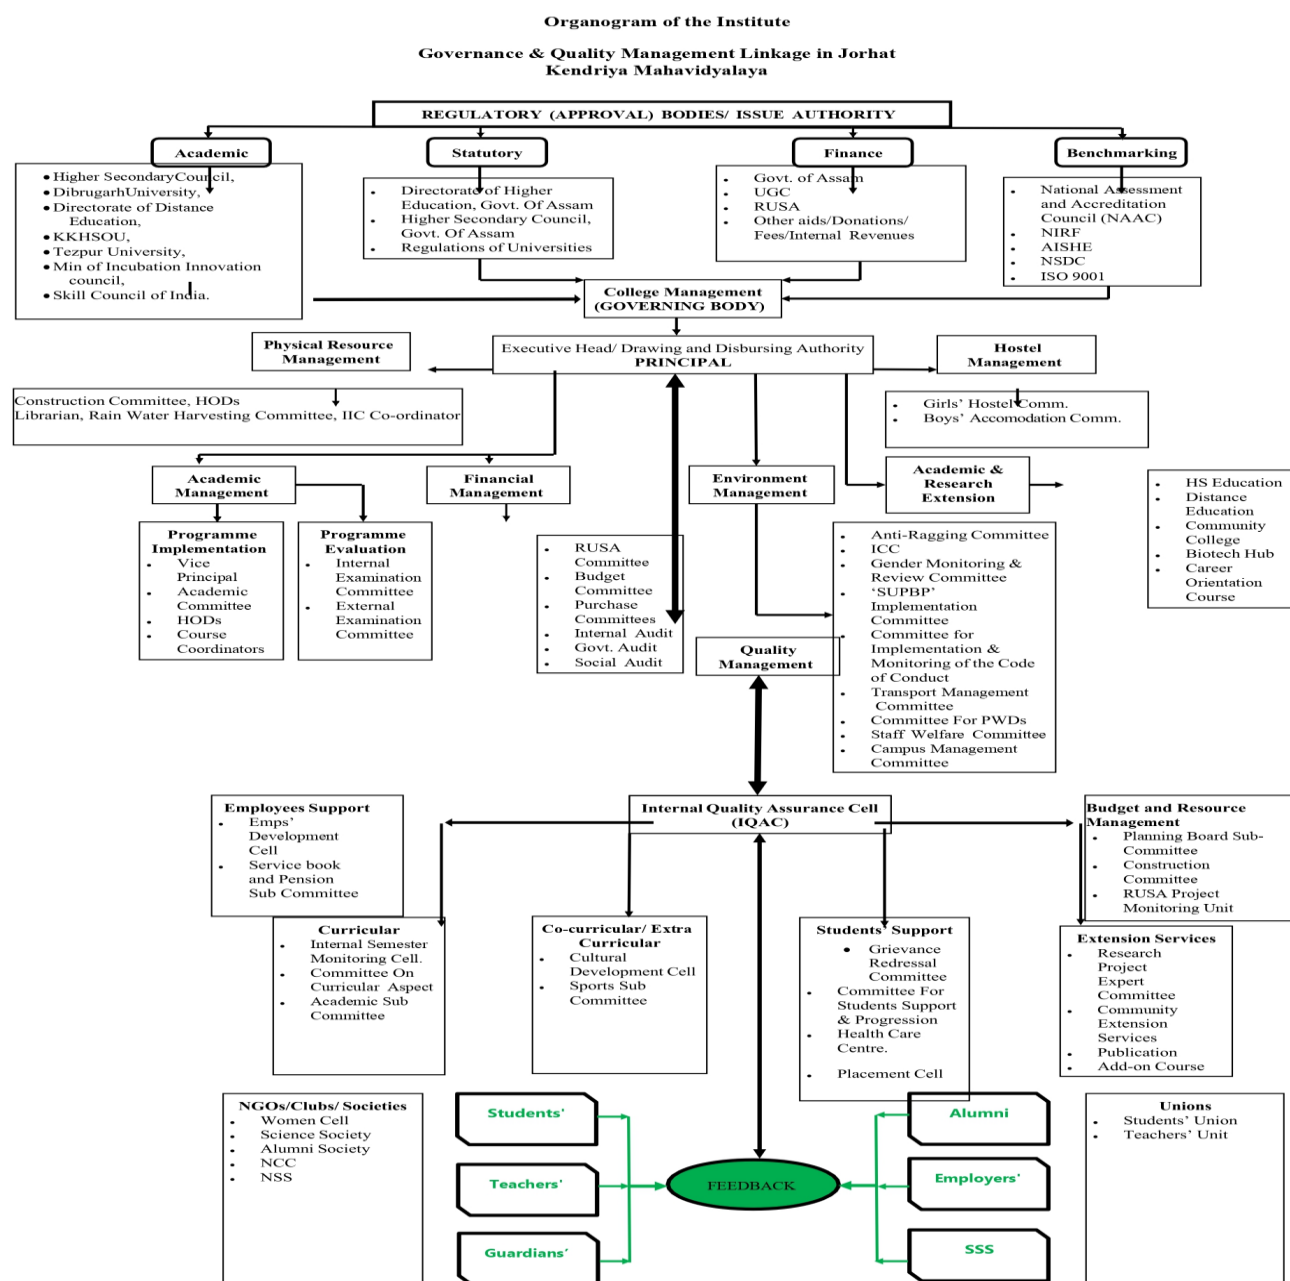 Organogram of the Institute
Governance & Quality Management Linkage in Jorhat
Kendriya Mahavidyalaya
REGULATORY (APPROVAL) BODIES/ ISSUE AUTHORITY
Academic
• Higher SecondaryCouncil,
• DibrugarhUniversity,
• Directorate of Distance
Education,
• KKHSOU,
• Tezpur University,
• Min of Incubation Innovation
council,
• Skill Council of India.
Statutory
• Directorate of Higher
Education, Govt. Of Assam
• Higher Secondary Council,
Govt. Of Assam
• Regulations of Universities
Finance
• Govt. of Assam
• UGC
• RUSA
• Other aids/Donations/
Fees/Internal Revenues
Benchmarking
• National Assessment
and Accreditation
Council (NAAC)
• NIRF
• AISHE
• NSDC
• ISO 9001
College Management
(GOVERNING BODY)
Executive Head/ Drawing and Disbursing Authority
PRINCIPAL
Physical Resource
Management
Construction Committee, HODs
Librarian, Rain Water Harvesting Committee, IIC Co-ordinator
Hostel
Management
• Girls' Hostel Comm.
• Boys' Accomodation Comm.
Academic
Management
Programme
Implementation
• Vice
Principal
• Academic
Committee
• HODs
• Course
Coordinators
Programme
Evaluation
• Internal
Examination
Committee
• External
Examination
Committee
Financial
Management
• RUSA
Committee
• Budget
Committee
• Purchase
Committees
• Internal Audit
• Govt. Audit
• Social Audit
Environment
Management
• Anti-Ragging Committee
• ICC
• Gender Monitoring &
Review Committee
• ‘SUPBP’
Implementation
Committee
• Committee for
Implementation &
Monitoring of the Code
of Conduct
• Transport Management
Committee
• Committee For PWDs
• Staff Welfare Committee
• Campus Management
Committee
Academic &
Research
Extension
• HS Education
• Distance
Education
• Community
College
• Biotech Hub
• Career
Orientation
Course
Quality
Management
Internal Quality Assurance Cell
(IQAC)
Employees Support
• Emps’
Development
Cell
• Service book
and Pension
Sub Committee
Budget and Resource
Management
• Planning Board Sub-
Committee
• Construction
Committee
• RUSA Project
Monitoring Unit
Curricular
• Internal Semester
Monitoring Cell.
• Committee On
Curricular Aspect
• Academic Sub
Committee
Co-curricular/ Extra
Curricular
• Cultural
Development Cell
• Sports Sub
Committee
Students’ Support
• Grievance
Redressal
Committee
• Committee For
Students Support
& Progression
• Health Care
Centre.
• Placement Cell
Extension Services
• Research
Project
Expert
Committee
• Community
Extension
Services
• Publication
• Add-on Course
NGOs/Clubs/ Societies
• Women Cell
• Science Society
• Alumni Society
• NCC
• NSS
Students'
Teachers'
Guardians’
FEEDBACK
Alumni
Employers'
SSS
Unions
• Students’ Union
• Teachers’ Unit